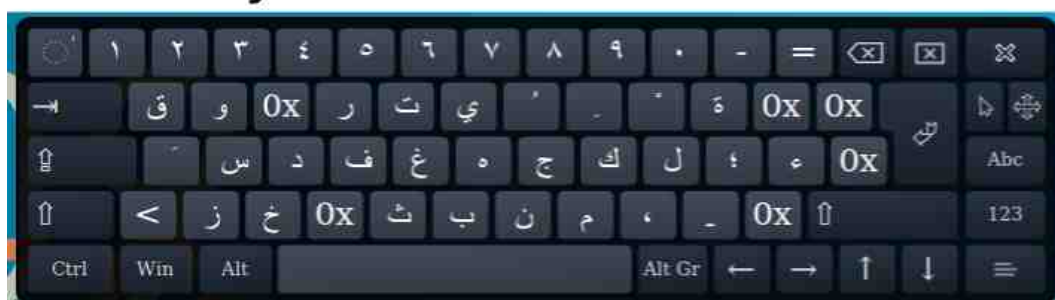 ١ ٢ ٣ ٤ ٥ ٦ ٧ ٨ ٩ ٠ - =
ق و 0x ر ت ي ُ ِ ْ ة 0x 0x
َ س د ف غ ه ج ك ل ؛ ء 0x Abc
< ز خ 0x ث ب ن م ، ـ 0x 123
Ctrl Win Alt Alt Gr ← → ↑ ↓